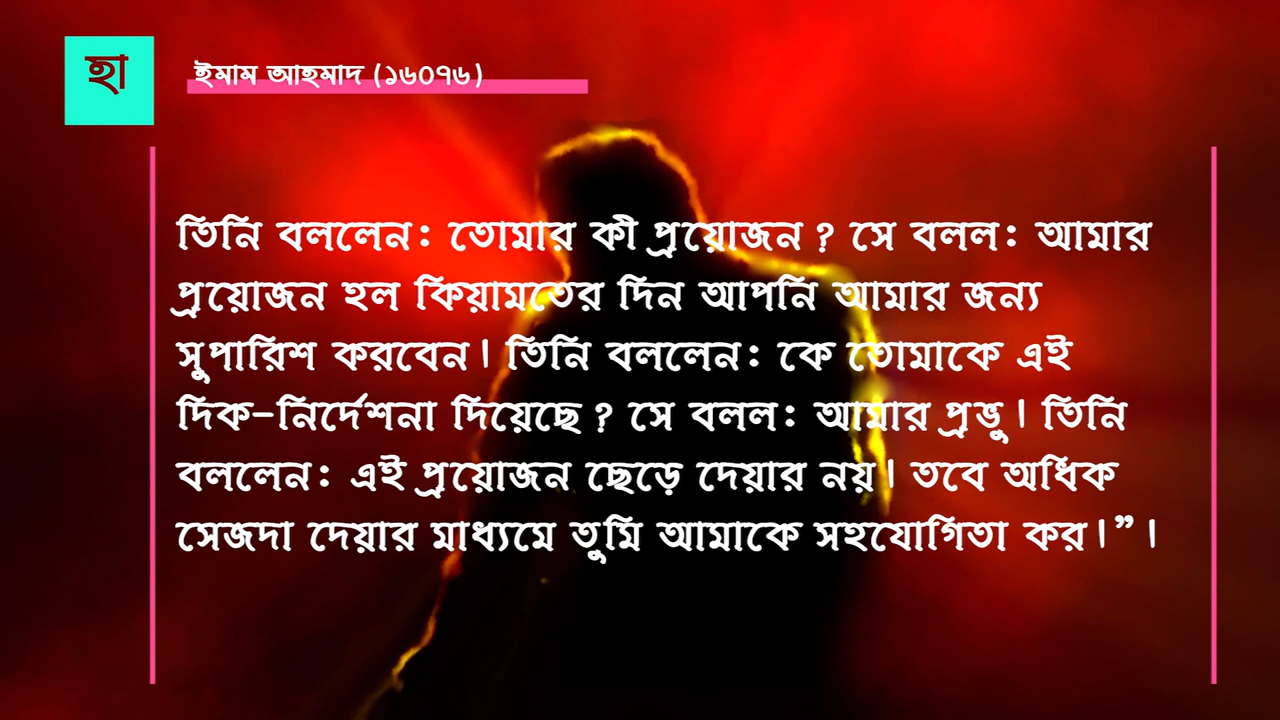 হা
ইমাম আহমাদ (১৬০৭৬)
তিনি বললেন: তোমার কী প্রয়োজন ? সে বলল: আমার
প্রয়োজন হল কিয়ামতের দিন আপনি আমার জন্য
সুপারিশ করবেন। তিনি বললেন: কে তোমাকে এই
দিক-নির্দেশনা দিয়েছে ? সে বলল: আমার প্রভু। তিনি
বললেন: এই প্রয়োজন ছেড়ে দেয়ার নয়। তবে অধিক
সেজদা দেয়ার মাধ্যমে তুমি আমাকে সহযোগিতা কর।”।